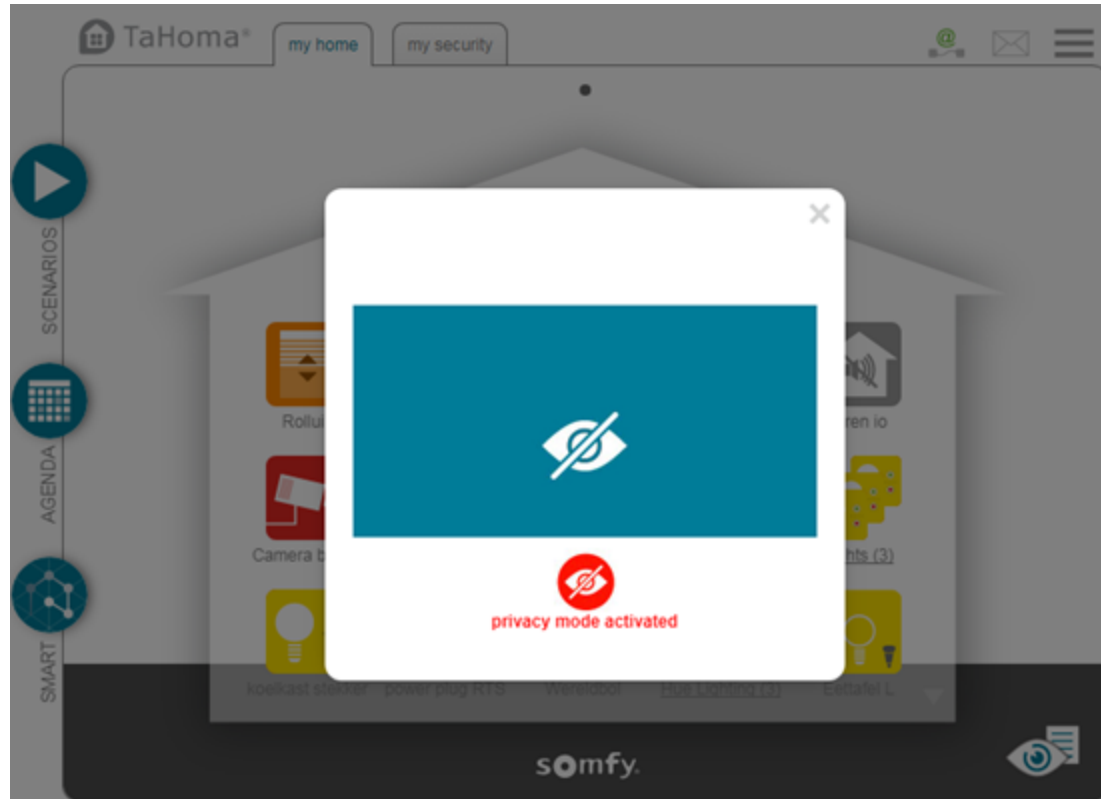 TaHoma®
my home
my security
@
SCENARIOS
AGENDA
SMART
Rollui
ren io
Camera b
hts (3)
privacy mode activated
koelkast stekker
power plug RTS
Wereldbol
Hue Lighting (3)
Eettafel L
somfy.